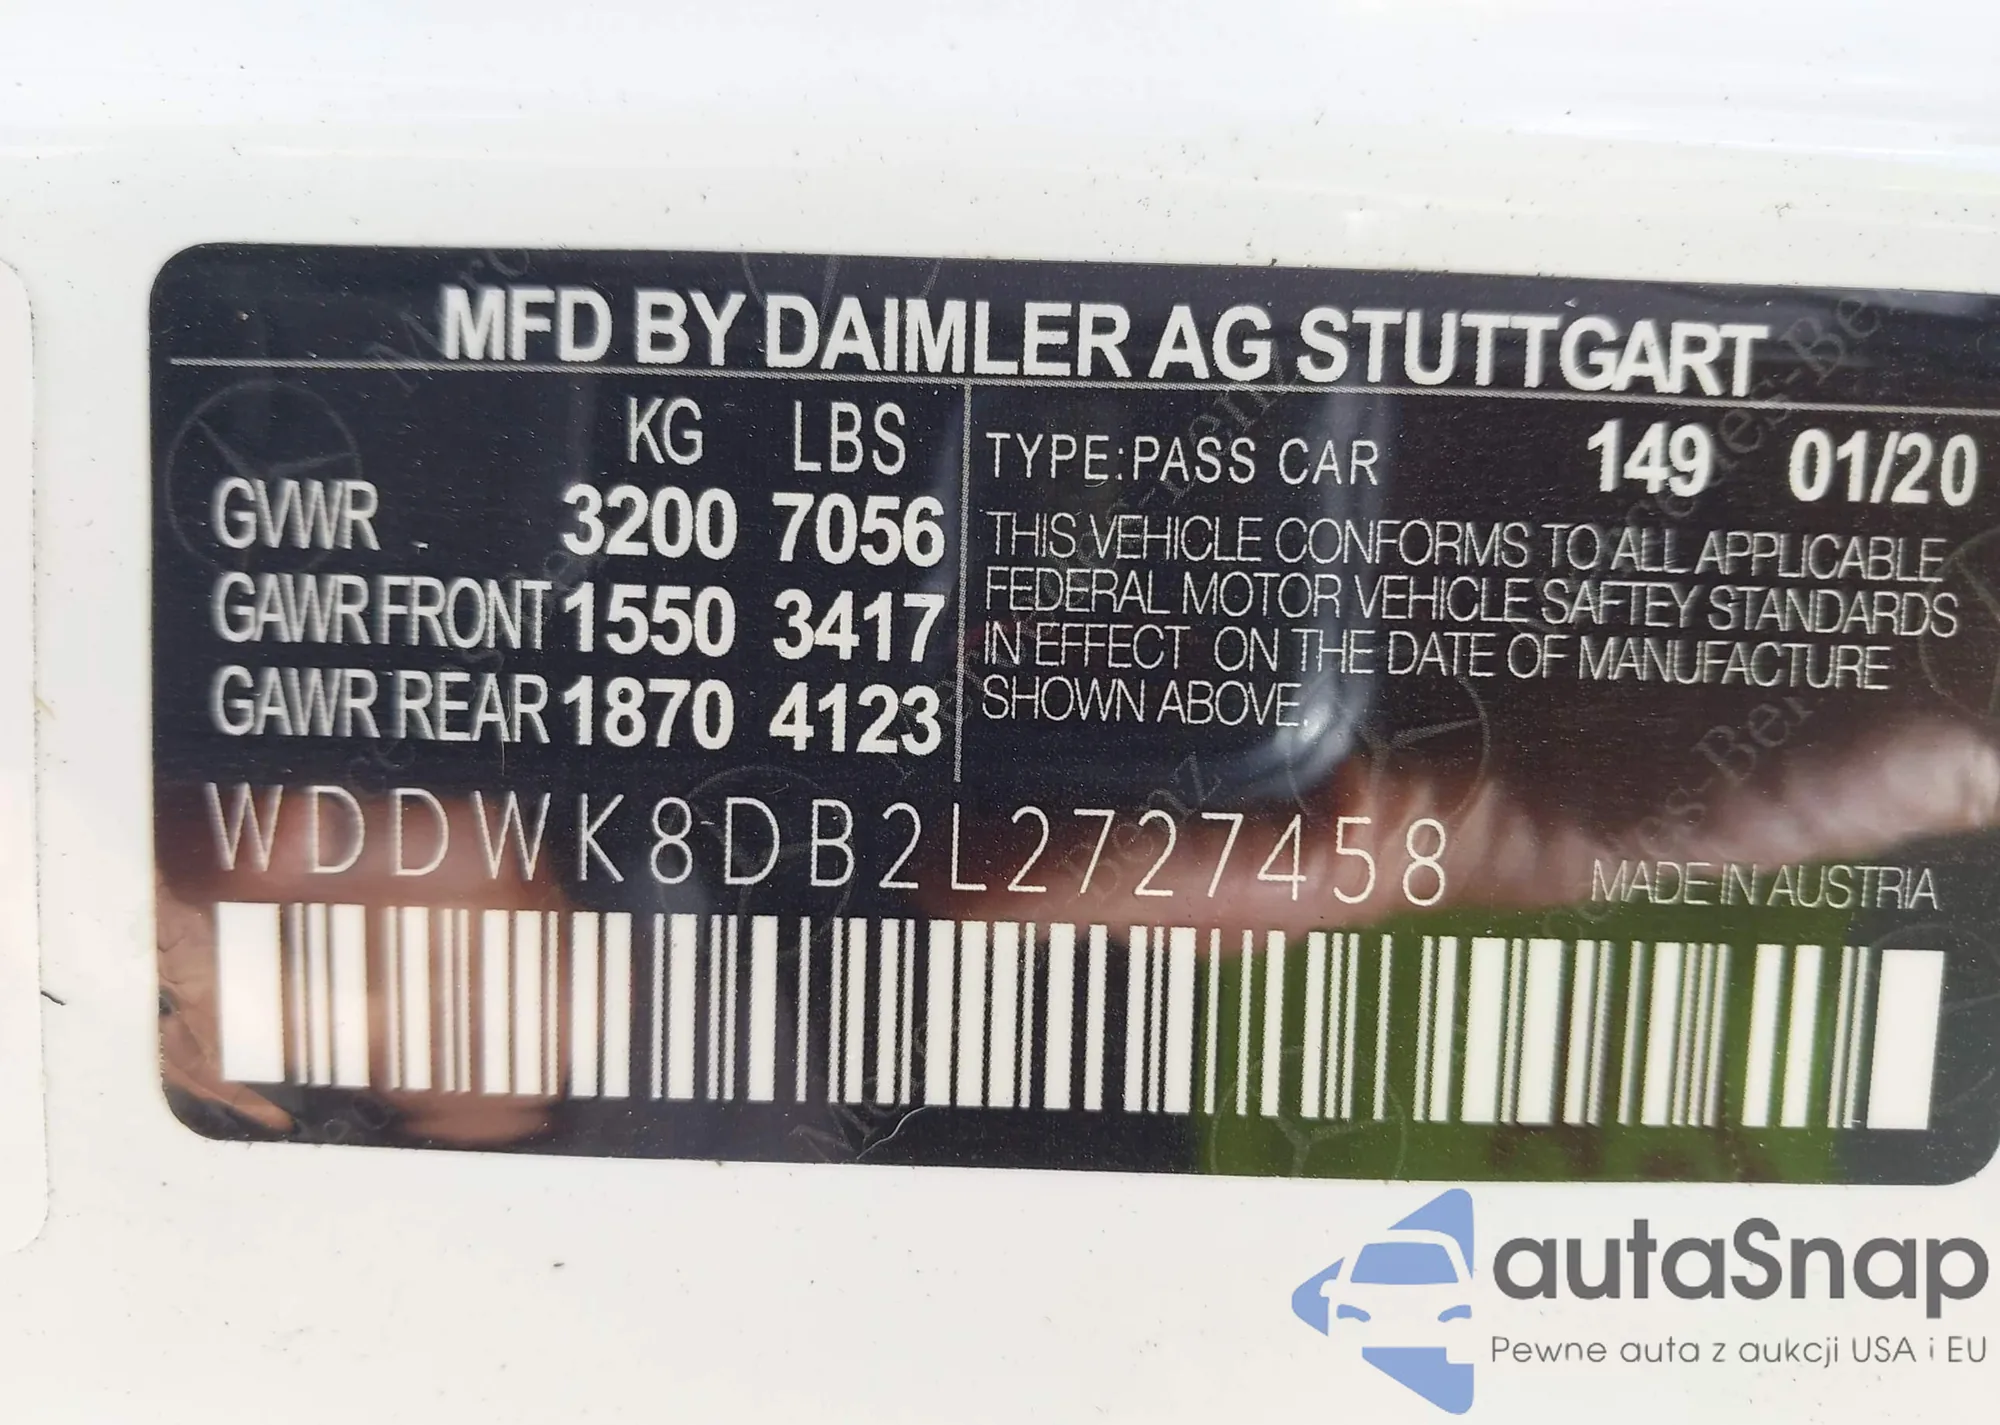 MFD BY DAIMLER AG STUTTGART
KG LBS
GVWR 3200 7056
GAWR FRONT 1550 3417
GAWR REAR 1870 4123
TYPE:PASS CAR 149 01/20
THIS VEHICLE CONFORMS TO ALL APPLICABLE
FEDERAL MOTOR VEHICLE SAFTEY STANDARDS
IN EFFECT ON THE DATE OF MANUFACTURE
SHOWN ABOVE.
WDDWK8DB2L2727458
MADE IN AUSTRIA
autaSnap
Pewne auta z aukcji USA i EU